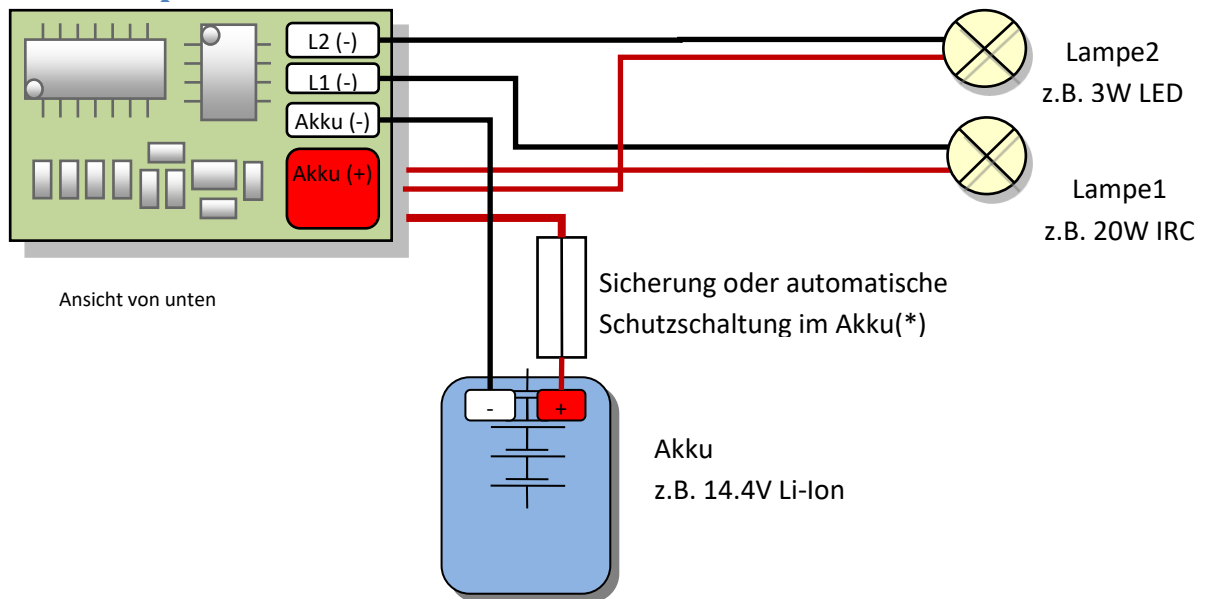 L2 (-)
L1 (-)
Akku (-)
Akku (+)
Lampe2
z.B. 3W LED
Lampe1
z.B. 20W IRC
Ansicht von unten
Sicherung oder automatische
Schutzschaltung im Akku(*)
-
+
Akku
z.B. 14.4V Li-Ion